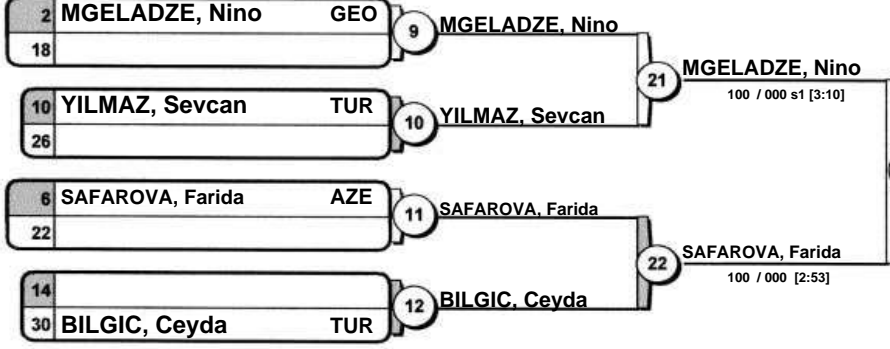 2 MGELADZE, Nino GEO
18
9 MGELADZE, Nino
10 YILMAZ, Sevcan TUR
26
10 YILMAZ, Sevcan
21 MGELADZE, Nino
100 / 000 s1 [3:10]
6 SAFAROVA, Farida AZE
22
11 SAFAROVA, Farida
14
30 BILGIC, Ceyda TUR
12 BILGIC, Ceyda
22 SAFAROVA, Farida
100 / 000 [2:53]